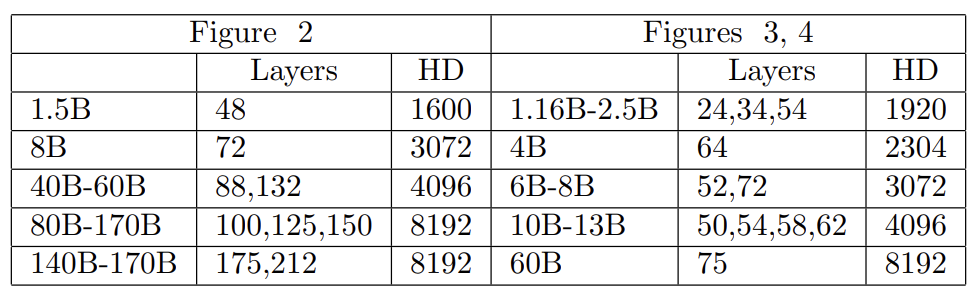 Figure 2 Figures 3, 4
Layers HD Layers HD
1.5B 48 1600 1.16B-2.5B 24,34,54 1920
8B 72 3072 4B 64 2304
40B-60B 88,132 4096 6B-8B 52,72 3072
80B-170B 100,125,150 8192 10B-13B 50,54,58,62 4096
140B-170B 175,212 8192 60B 75 8192